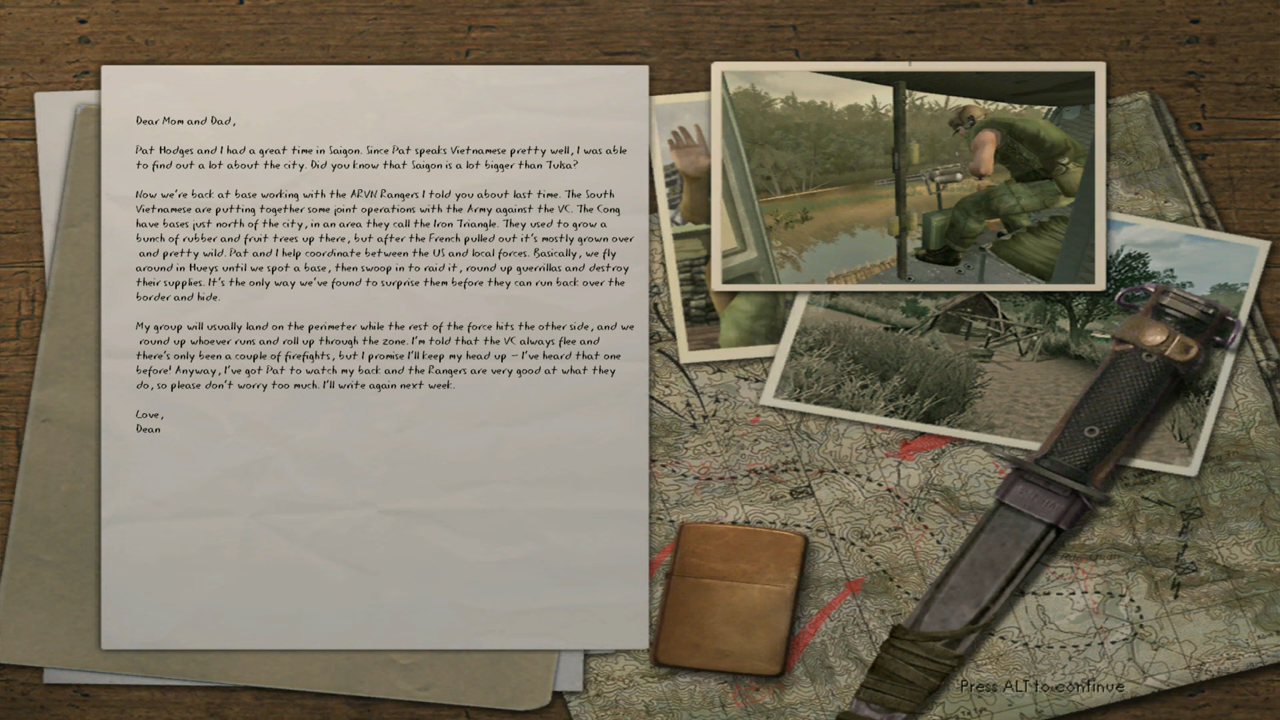 Dear Mom and Dad,
Pat Hodges and I had a great time in Saigon. Since Pat speaks Vietnamese pretty well, I was able
to find out a lot about the city. Did you know that Saigon is a lot bigger than Tulsa?
Now we're back at base working with the ARVN Rangers I told you about last time. The South
Vietnamese are putting together some joint operations with the Army against the VC. The Cong
have bases just north of the city, in an area they call the Iron Triangle. They used to grow a
bunch of rubber and fruit trees up there, but after the French pulled out it's mostly grown over
and pretty wild. Pat and I help coordinate between the US and local forces. Basically, we fly
around in Hueys until we spot a base, then swoop in to raid it, round up guerrillas and destroy
their supplies. It's the only way we've found to surprise them before they can run back over the
border and hide.
My group will usually land on the perimeter while the rest of the force hits the other side, and we
round up whoever runs and roll up through the zone. I'm told that the VC always flee and
there's only been a couple of firefights, but I promise I'll keep my head up - I've heard that one
before! Anyway, I've got Pat to watch my back and the Rangers are very good at what they
do, so please don't worry too much. I'll write again next week.
Love,
Dean
Press ALT to continue